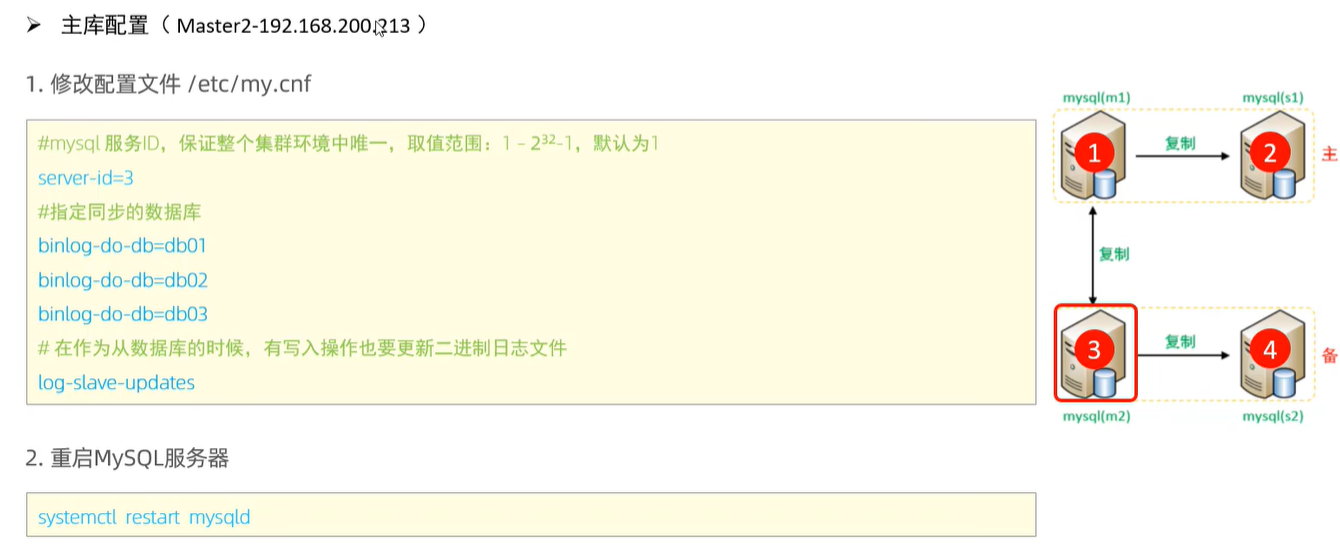 ➢ 主库配置（ Master2-192.168.200.213 ）
1. 修改配置文件 /etc/my.cnf
#mysql 服务ID，保证整个集群环境中唯一，取值范围：1 – 2³²-1，默认为1
server-id=3
#指定同步的数据库
binlog-do-db=db01
binlog-do-db=db02
binlog-do-db=db03
# 在作为从数据库的时候，有写入操作也要更新二进制日志文件
log-slave-updates
2. 重启MySQL服务器
systemctl restart mysqld
mysql(m1)
mysql(s1)
1
复制
2
主
复制
3
复制
4
备
mysql(m2)
mysql(s2)